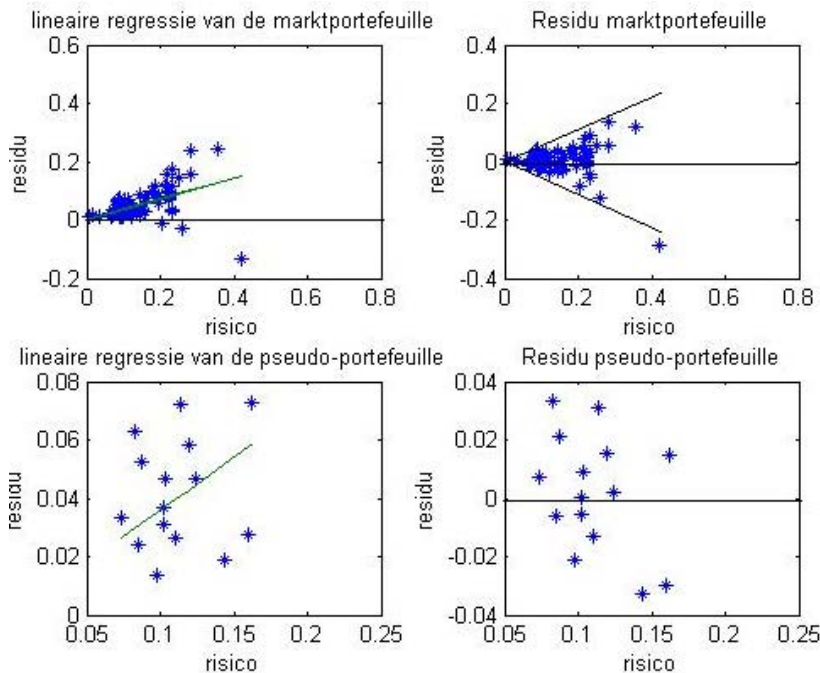 lineaire regressie van de marktportefeuille
0.6
0.4
0.2
0
-0.2
residu
0 0.2 0.4 0.6 0.8
risico
Residu marktportefeuille
0.4
0.2
0
-0.2
-0.4
residu
0 0.2 0.4 0.6 0.8
risico
lineaire regressie van de pseudo-portefeuille
0.08
0.06
0.04
0.02
0
residu
0.05 0.1 0.15 0.2 0.25
risico
Residu pseudo-portefeuille
0.04
0.02
0
-0.02
-0.04
residu
0.05 0.1 0.15 0.2 0.25
risico